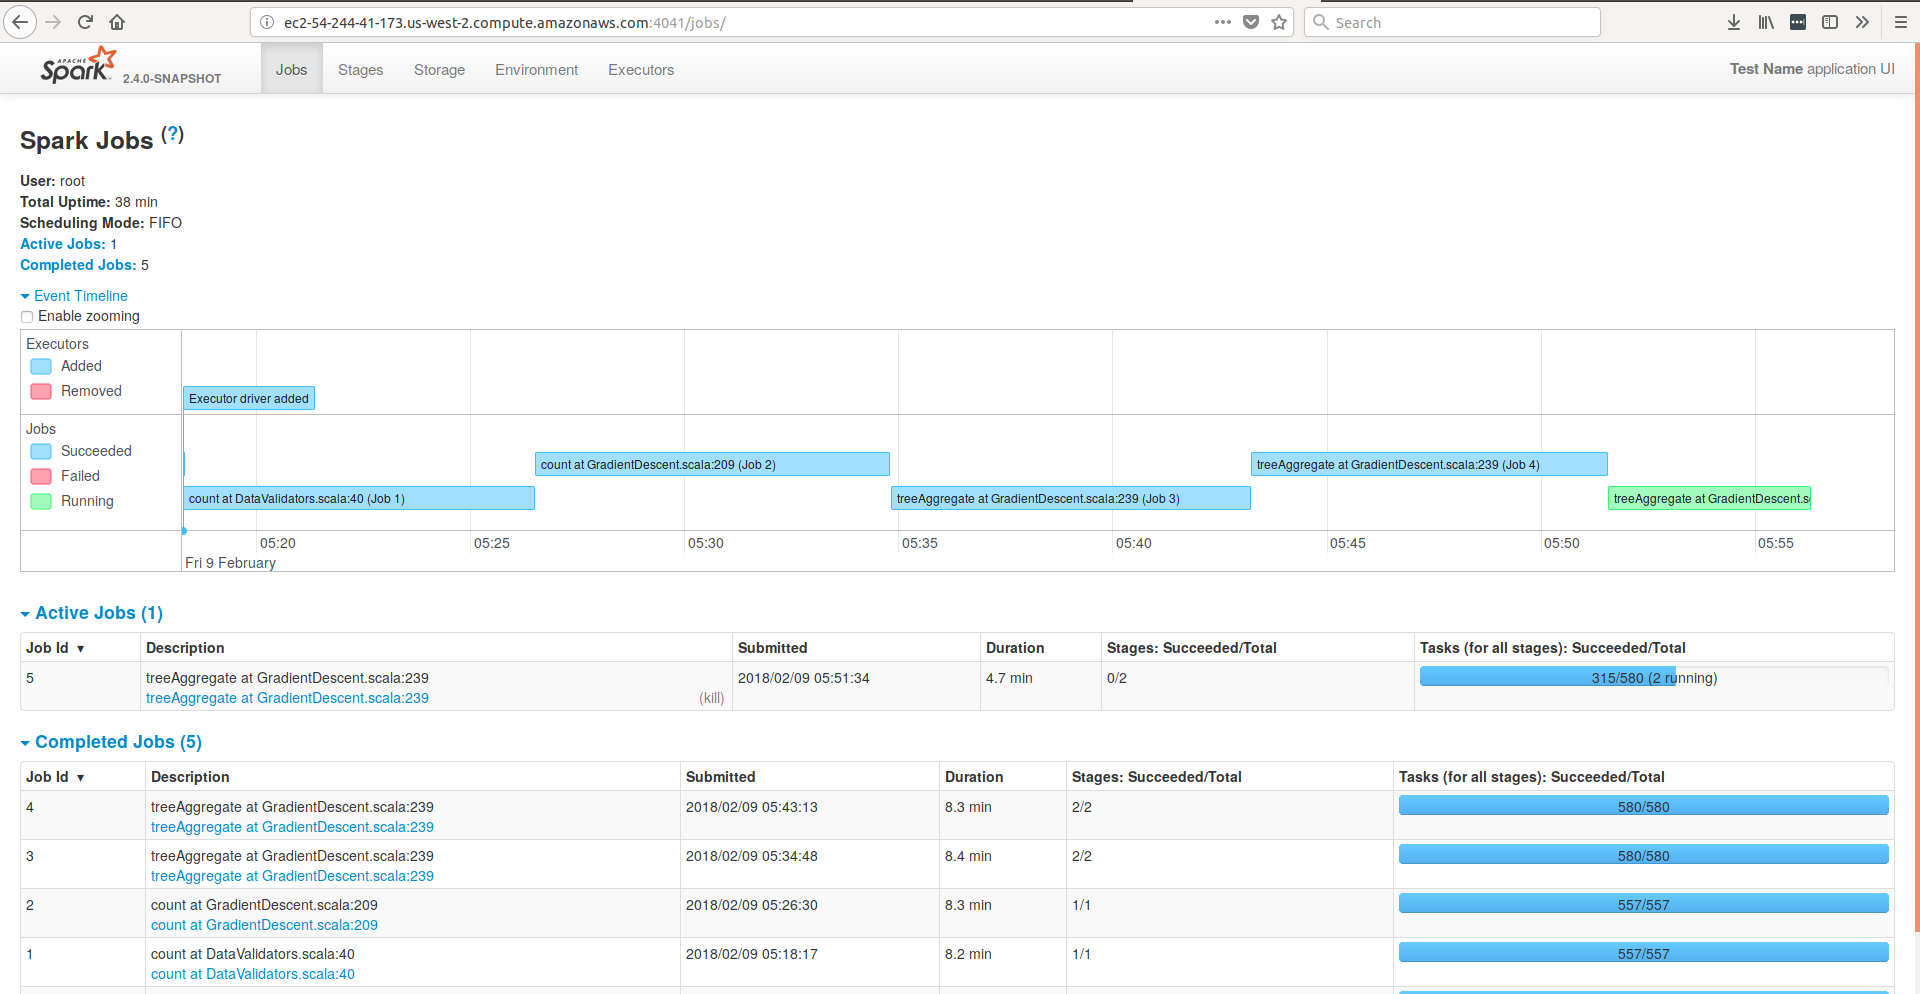 ec2-54-244-41-173.us-west-2.compute.amazonaws.com:4041/jobs/
Search
APACHE
Spark 2.4.0-SNAPSHOT
Jobs Stages Storage Environment Executors
Test Name application UI
Spark Jobs (?)
User: root
Total Uptime: 38 min
Scheduling Mode: FIFO
Active Jobs: 1
Completed Jobs: 5
Event Timeline
Enable zooming
Executors
Added
Removed
Executor driver added
Jobs
Succeeded
Failed
Running
count at GradientDescent.scala:209 (Job 2)
treeAggregate at GradientDescent.scala:239 (Job 4)
count at DataValidators.scala:40 (Job 1)
treeAggregate at GradientDescent.scala:239 (Job 3)
treeAggregate at GradientDescent.s
05:20 05:25 05:30 05:35 05:40 05:45 05:50 05:55
Fri 9 February
Active Jobs (1)
Job Id ▾ Description Submitted Duration Stages: Succeeded/Total Tasks (for all stages): Succeeded/Total
5 treeAggregate at GradientDescent.scala:239 2018/02/09 05:51:34 4.7 min 0/2 315/580 (2 running)
treeAggregate at GradientDescent.scala:239 (kill)
Completed Jobs (5)
Job Id ▾ Description Submitted Duration Stages: Succeeded/Total Tasks (for all stages): Succeeded/Total
4 treeAggregate at GradientDescent.scala:239 2018/02/09 05:43:13 8.3 min 2/2 580/580
treeAggregate at GradientDescent.scala:239
3 treeAggregate at GradientDescent.scala:239 2018/02/09 05:34:48 8.4 min 2/2 580/580
treeAggregate at GradientDescent.scala:239
2 count at GradientDescent.scala:209 2018/02/09 05:26:30 8.3 min 1/1 557/557
count at GradientDescent.scala:209
1 count at DataValidators.scala:40 2018/02/09 05:18:17 8.2 min 1/1 557/557
count at DataValidators.scala:40